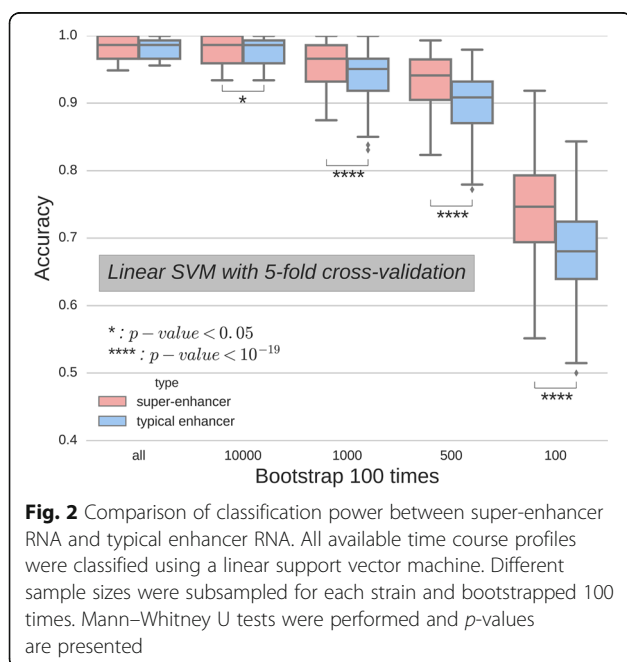 1.0
0.9
0.8
0.7
0.6
0.5
0.4
Accuracy
*
****
****
****
Linear SVM with 5-fold cross-validation
* : p − value < 0.05
**** : p − value < 10⁻¹⁹
type
super-enhancer
typical enhancer
all 10000 1000 500 100
Bootstrap 100 times
Fig. 2 Comparison of classification power between super-enhancer
RNA and typical enhancer RNA. All available time course profiles
were classified using a linear support vector machine. Different
sample sizes were subsampled for each strain and bootstrapped 100
times. Mann–Whitney U tests were performed and p-values
are presented